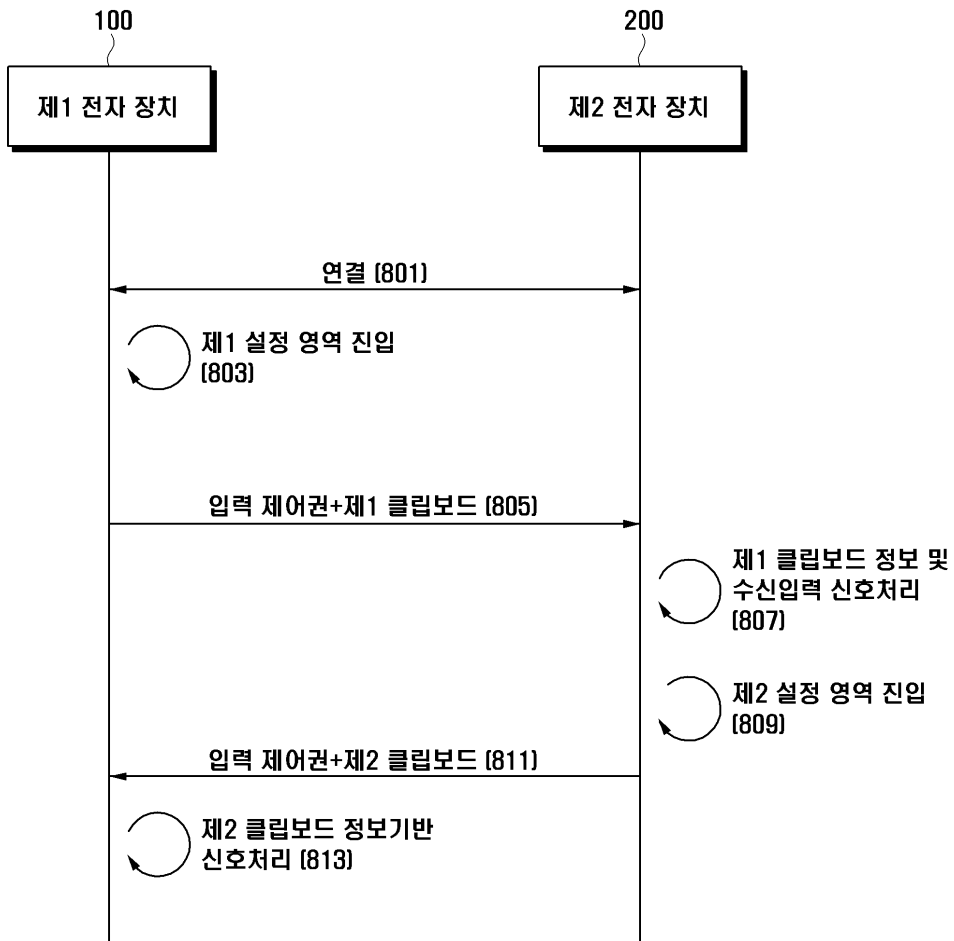 100
200
제1 전자 장치
제2 전자 장치
연결 (801)
제1 설정 영역 진입
(803)
입력 제어권+제1 클립보드 (805)
제1 클립보드 정보 및
수신입력 신호처리
(807)
제2 설정 영역 진입
(809)
입력 제어권+제2 클립보드 (811)
제2 클립보드 정보기반
신호처리 (813)